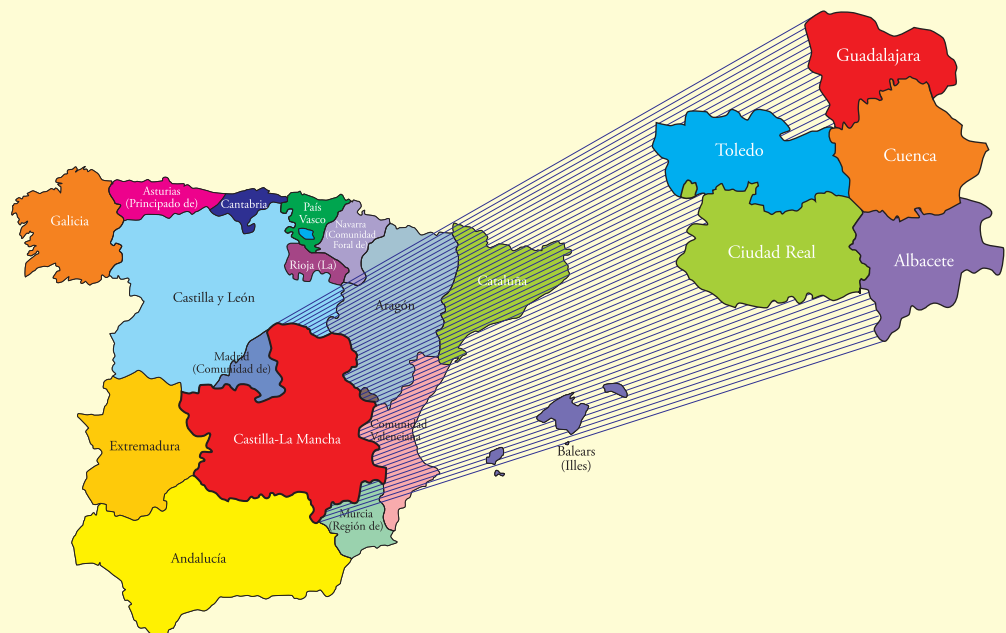 Guadalajara
Toledo
Cuenca
Ciudad Real
Albacete
Galicia
Asturias
(Principado de)
Cantabria
País
Vasco
Navarra
(Comunidad
Foral de)
Rioja (La)
Castilla y León
Aragón
Cataluña
Madrid
(Comunidad de)
Extremadura
Castilla-La Mancha
Comunidad
Valenciana
Balears
(Illes)
Murcia
(Región de)
Andalucía